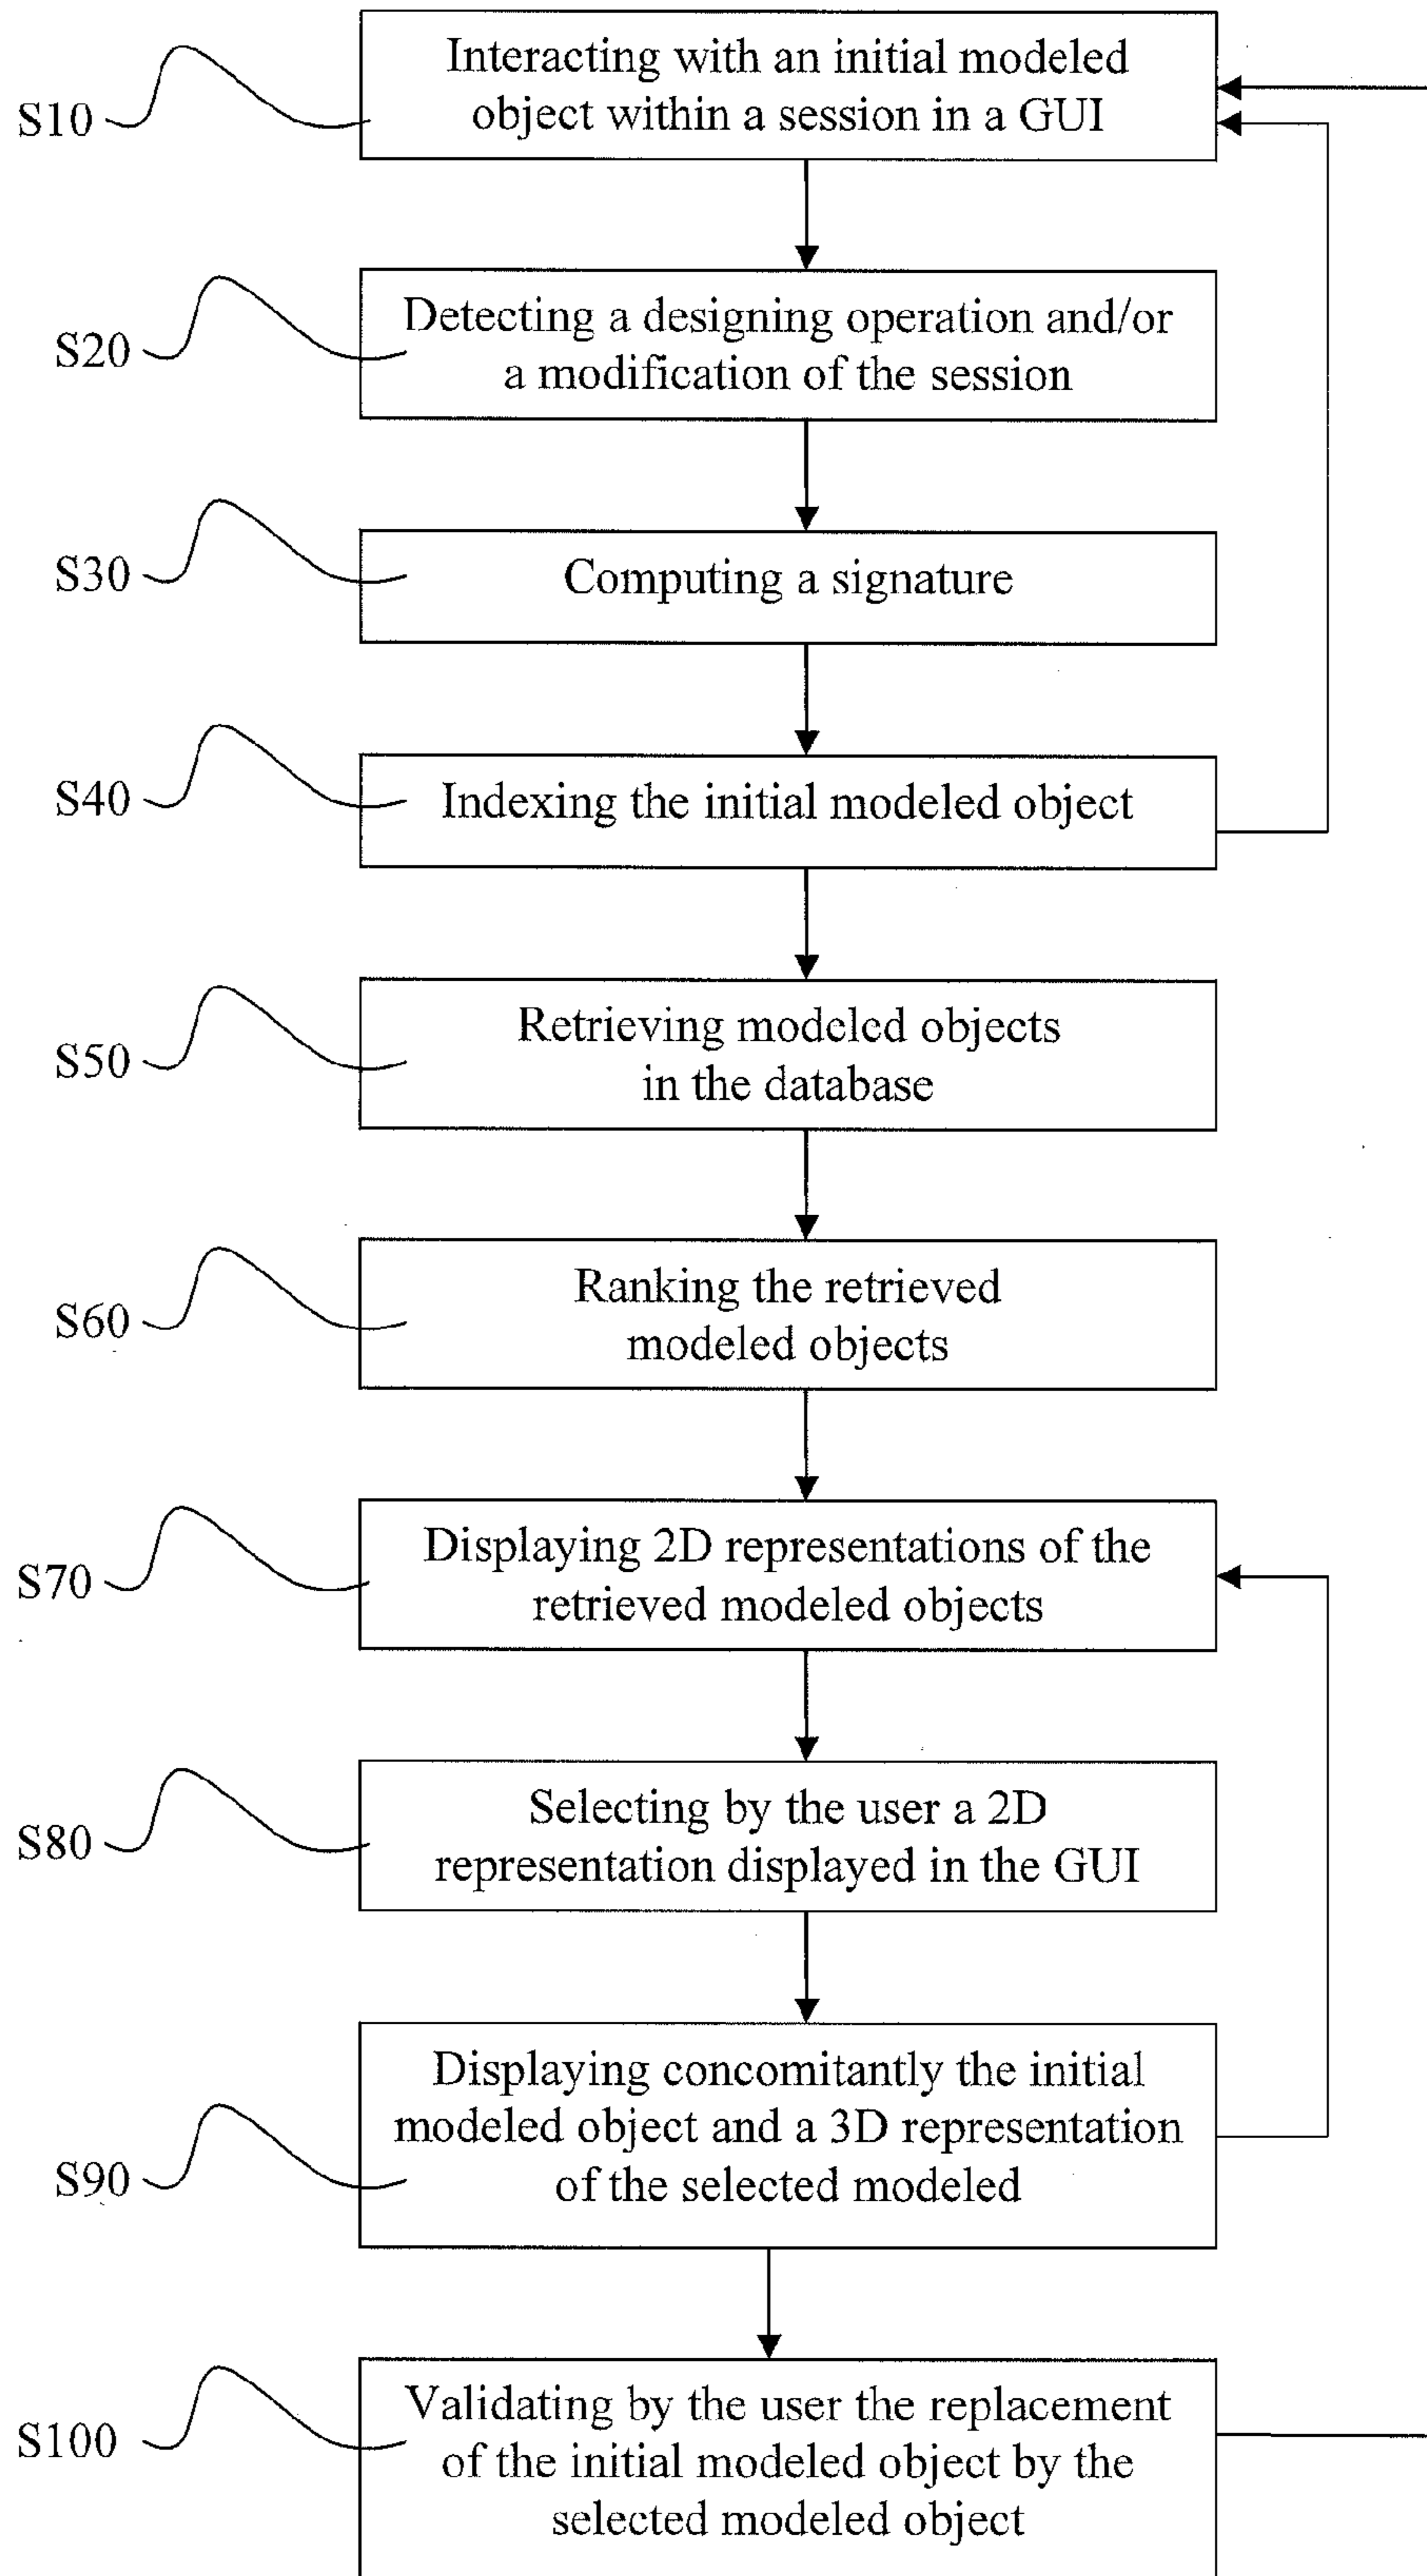 Interacting with an initial modeled
object within a session in a GUI
S10
Detecting a designing operation and/or
a modification of the session
S20
Computing a signature
S30
Indexing the initial modeled object
S40
Retrieving modeled objects
in the database
S50
Ranking the retrieved
modeled objects
S60
Displaying 2D representations of the
retrieved modeled objects
S70
Selecting by the user a 2D
representation displayed in the GUI
S80
Displaying concomitantly the initial
modeled object and a 3D representation
of the selected modeled
S90
Validating by the user the replacement
of the initial modeled object by the
selected modeled object
S100